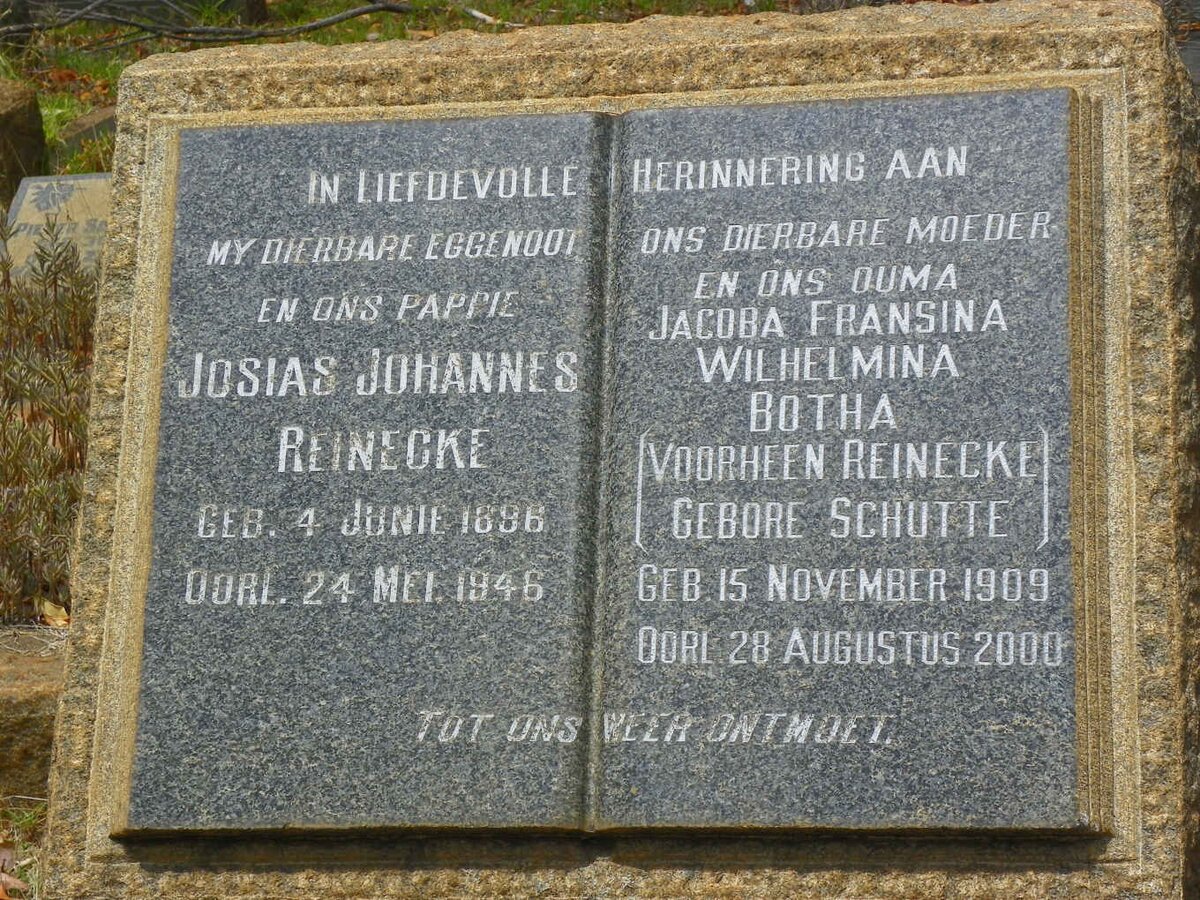 IN LIEFDEVOLLE HERINNERING AAN
MY DIERBARE EGGENOOT
EN ONS PAPPIE
JOSIAS JOHANNES
REINECKE
GEB. 4 JUNIE 1896
OORL. 24 MEI. 1946
ONS DIERBARE MOEDER
EN ONS OUMA
JACOBA FRANSINA
WILHELMINA
BOTHA
(VOORHEEN REINECKE
GEBORE SCHUTTE)
GEB. 15 NOVEMBER 1909
OORL 28 AUGUSTUS 2000
TOT ONS WEER ONTMOET.